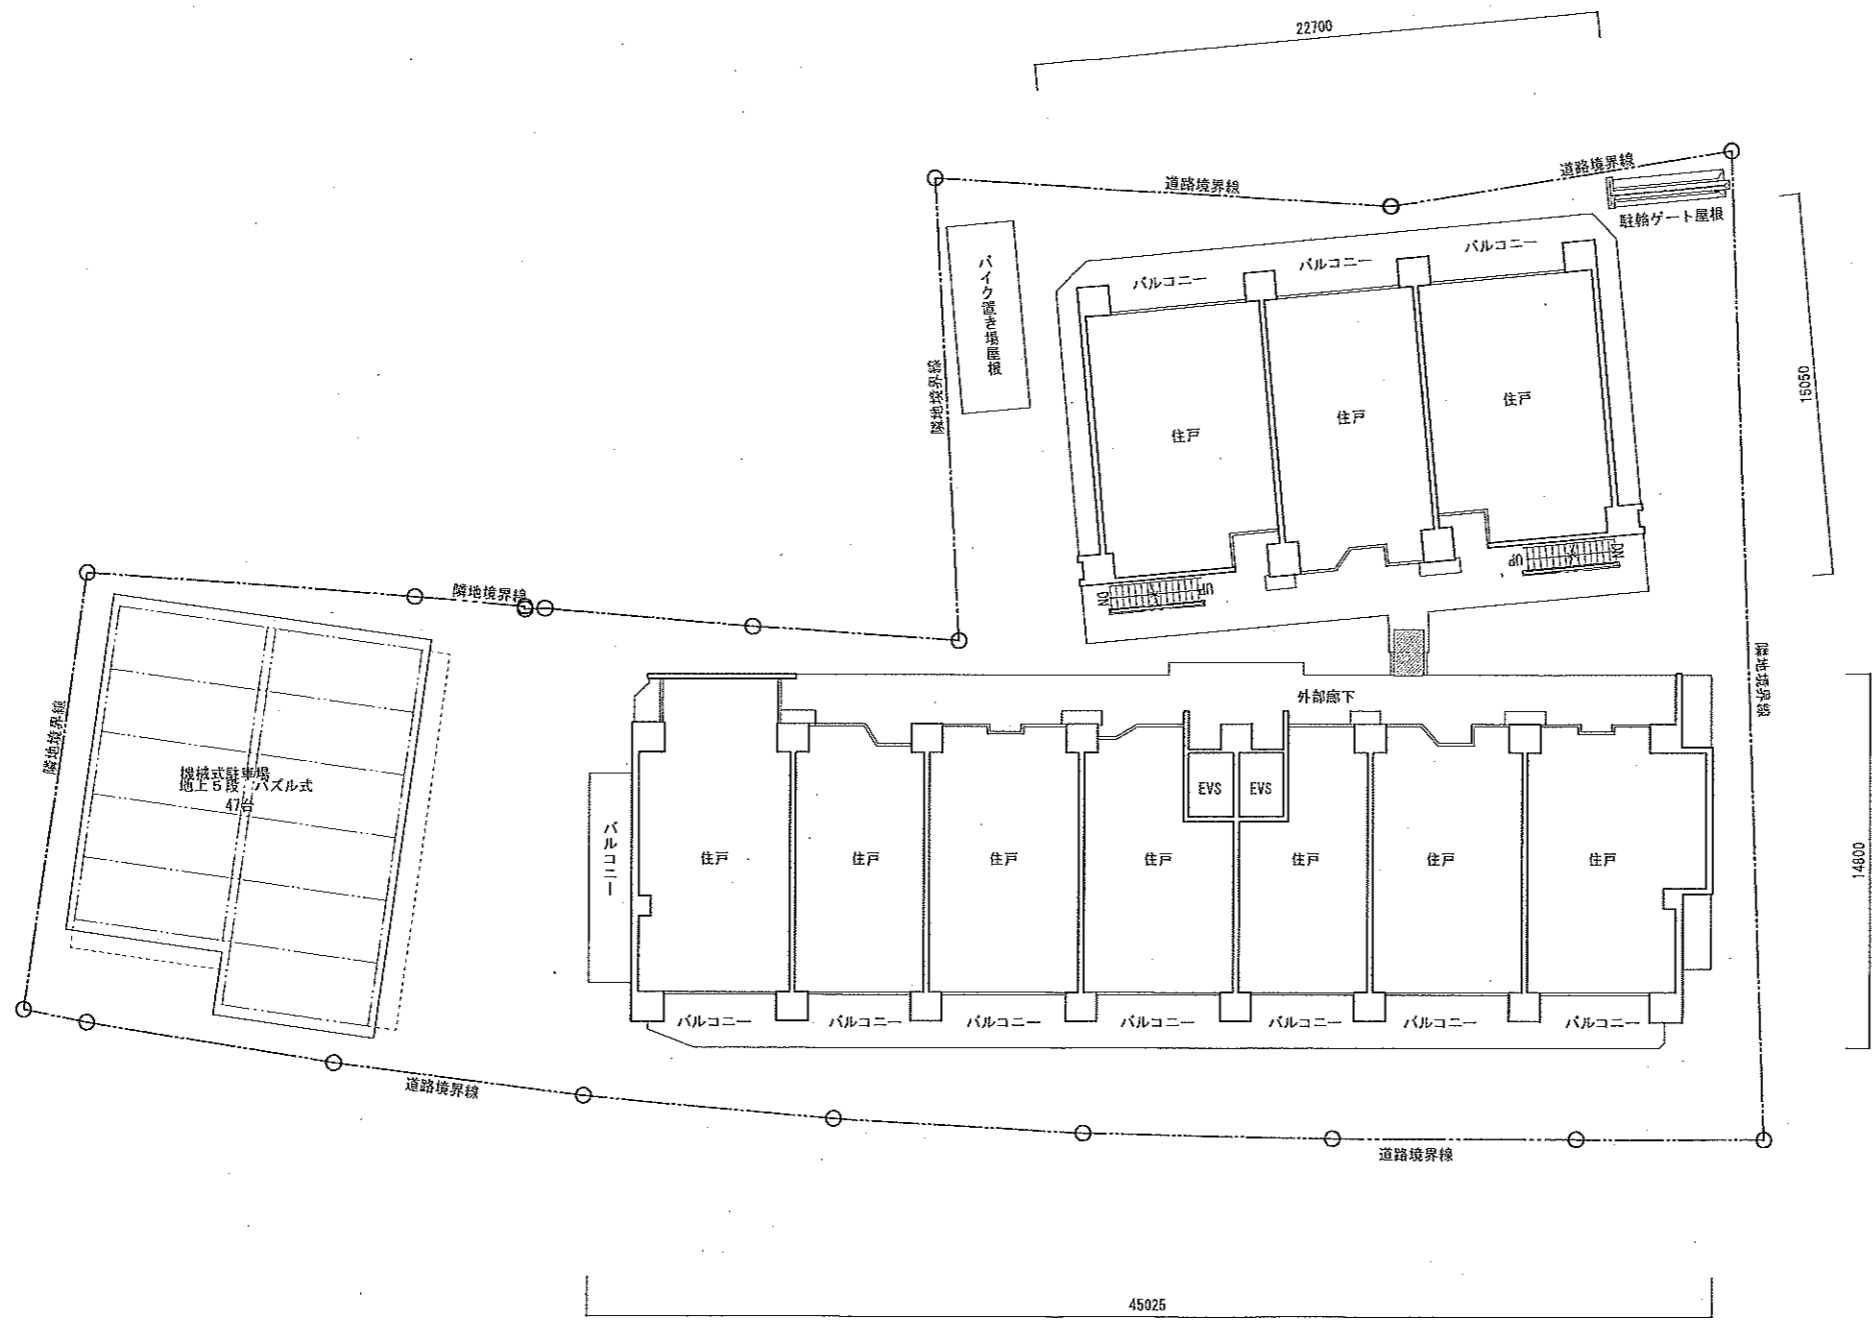 22700
道路境界線
道路境界線
駐輪ゲート屋根
バイク置き場屋根
バルコニー
バルコニー
バルコニー
隣地境界線
15050
住戸
住戸
住戸
UP
DN
DN
UP
隣地境界線
隣地境界線
隣地境界線
機械式駐車場
地上5段 パズル式
47台
外部廊下
EVS
EVS
バルコニー
住戸
住戸
住戸
住戸
住戸
住戸
住戸
14800
バルコニー
バルコニー
バルコニー
バルコニー
バルコニー
バルコニー
バルコニー
道路境界線
道路境界線
45025